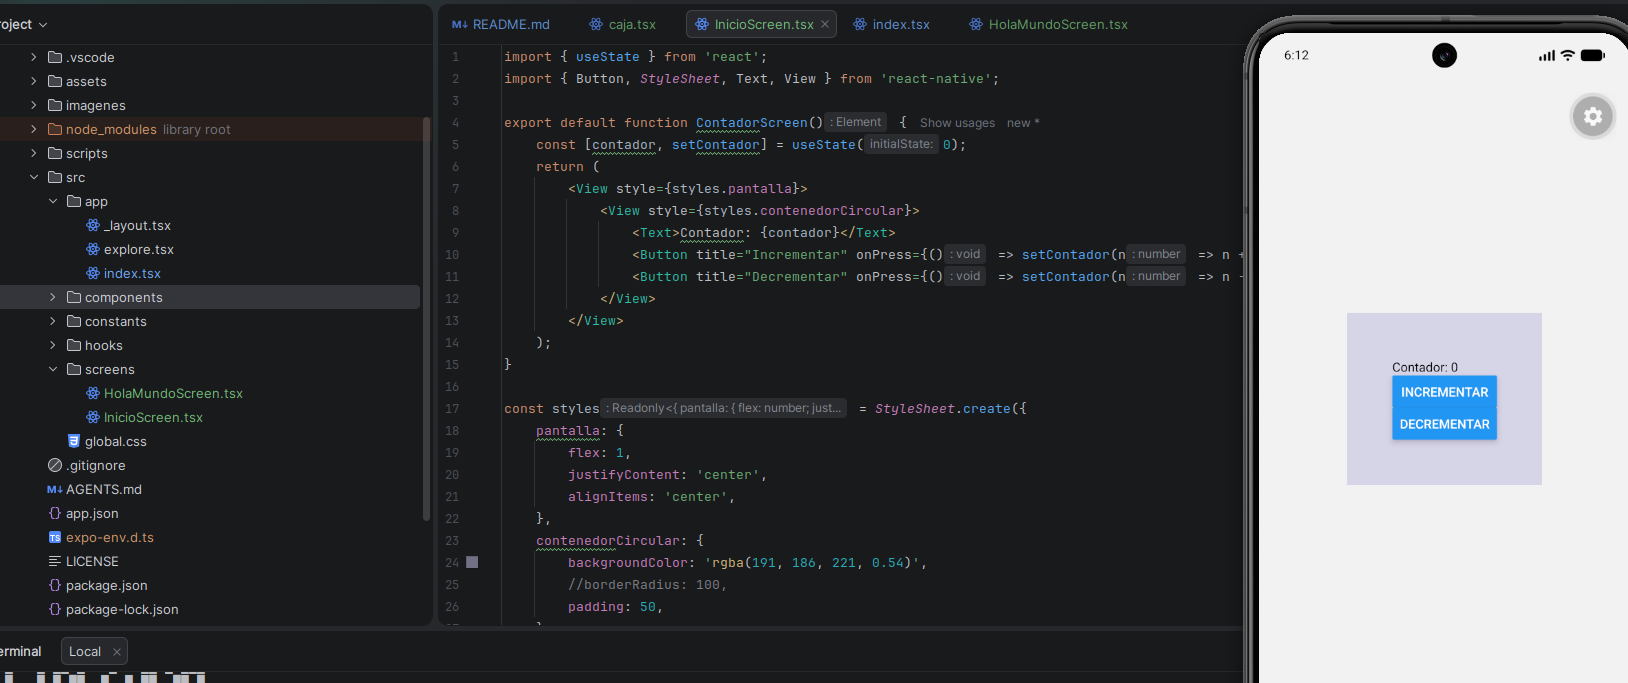 roject
.vscode
assets
imagenes
node_modules library root
scripts
src
app
_layout.tsx
explore.tsx
index.tsx
components
constants
hooks
screens
HolaMundoScreen.tsx
InicioScreen.tsx
global.css
.gitignore
AGENTS.md
app.json
expo-env.d.ts
LICENSE
package.json
package-lock.json
README.md caja.tsx InicioScreen.tsx index.tsx HolaMundoScreen.tsx
1 import { useState } from 'react';
2 import { Button, StyleSheet, Text, View } from 'react-native';
3
4 export default function ContadorScreen() : Element { Show usages new *
5 const [contador, setContador] = useState( initialState: 0);
6 return (
7 <View style={styles.pantalla}>
8 <View style={styles.contenedorCircular}>
9 <Text>Contador: {contador}</Text>
10 <Button title="Incrementar" onPress={() : void => setContador(n : number => n +
11 <Button title="Decrementar" onPress={() : void => setContador(n : number => n -
12 </View>
13 </View>
14 );
15 }
16
17 const styles : Readonly<{ pantalla: { flex: number; just... = StyleSheet.create({
18 pantalla: {
19 flex: 1,
20 justifyContent: 'center',
21 alignItems: 'center',
22 },
23 contenedorCircular: {
24 backgroundColor: 'rgba(191, 186, 221, 0.54)',
25 //borderRadius: 100,
26 padding: 50,
erminal Local
6:12
Contador: 0
INCREMENTAR
DECREMENTAR